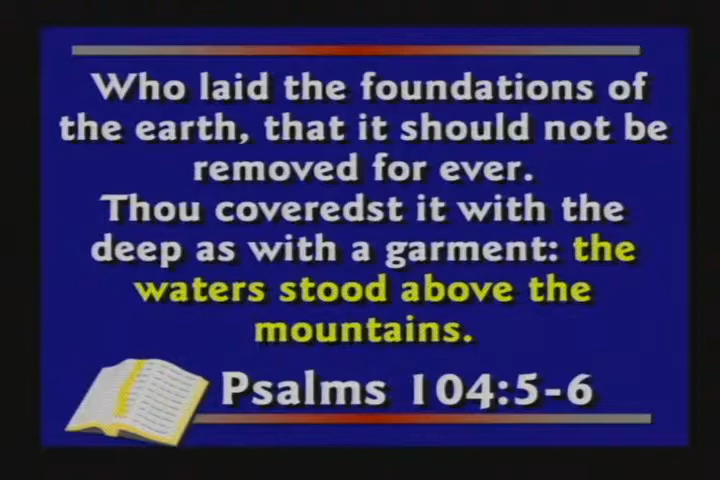 Who laid the foundations of
the earth, that it should not be
removed for ever.
Thou coveredst it with the
deep as with a garment: the
waters stood above the
mountains.
Psalms 104:5-6